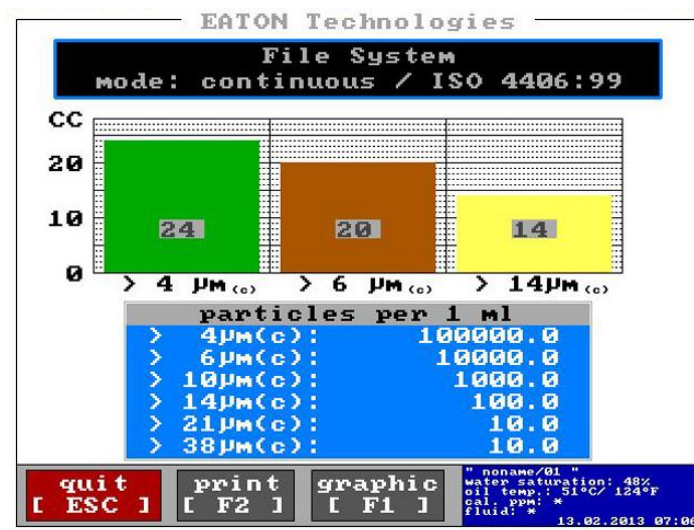 EATON Technologies
File System
mode: continuous / ISO 4406:99
CC
20
10
0
24
20
14
> 4 µm(c) > 6 µm(c) > 14µm(c)
particles per 1 ml
> 4µm(c): 100000.0
> 6µm(c): 10000.0
> 10µm(c): 1000.0
> 14µm(c): 100.0
> 21µm(c): 10.0
> 38µm(c): 10.0
quit
[ ESC ]
print
[ F2 ]
graphic
[ F1 ]
" noname/01 "
water saturation: 48%
oil temp.: 51°C/ 124°F
cal. ppm: *
fluid: *
13.02.2013 07:06